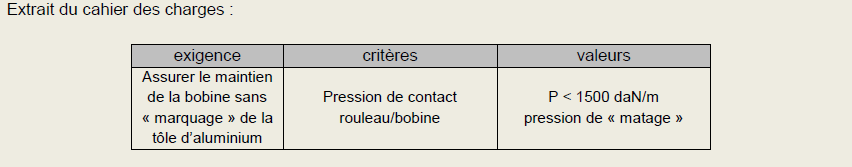 Extrait du cahier des charges :
exigence critères valeurs
Assurer le maintien
de la bobine sans
« marquage » de la
tôle d'aluminium
Pression de contact
rouleau/bobine
P < 1500 daN/m
pression de « matage »